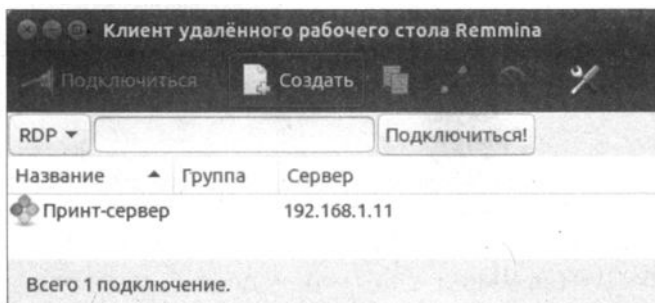 Клиент удалённого рабочего стола Remmina
Подключиться Создать
RDP Подключиться!
Название Группа Сервер
Принт-сервер 192.168.1.11
Всего 1 подключение.